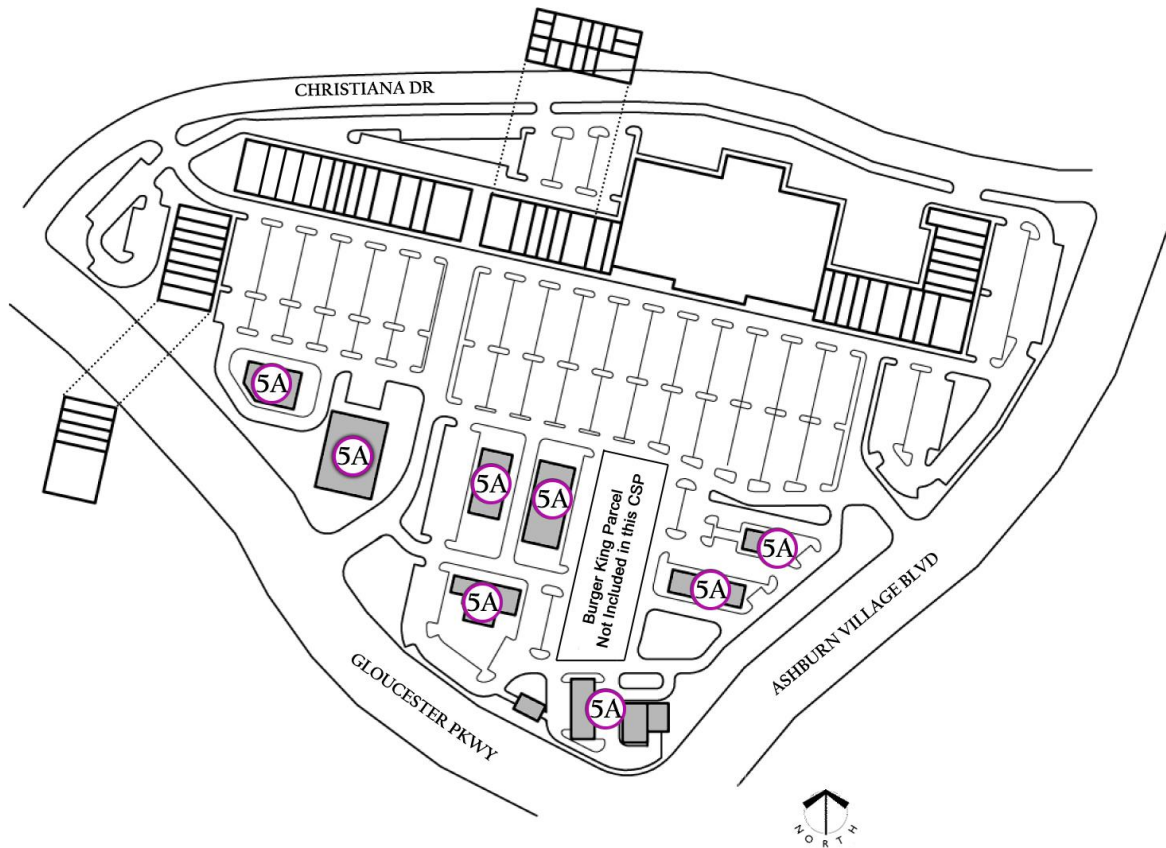 CHRISTIANA DR
5A
5A
5A
5A
Burger King Parcel
Not Included in this CSP
5A
5A
5A
5A
GLOUCESTER PKWY
ASHBURN VILLAGE BLVD
NORTH